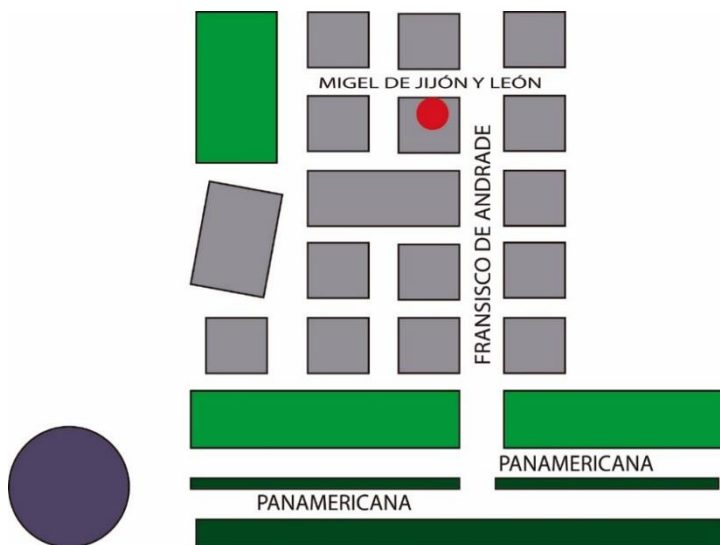 MIGEL DE JIJÓN Y LEÓN
FRANSISCO DE ANDRADE
PANAMERICANA
PANAMERICANA